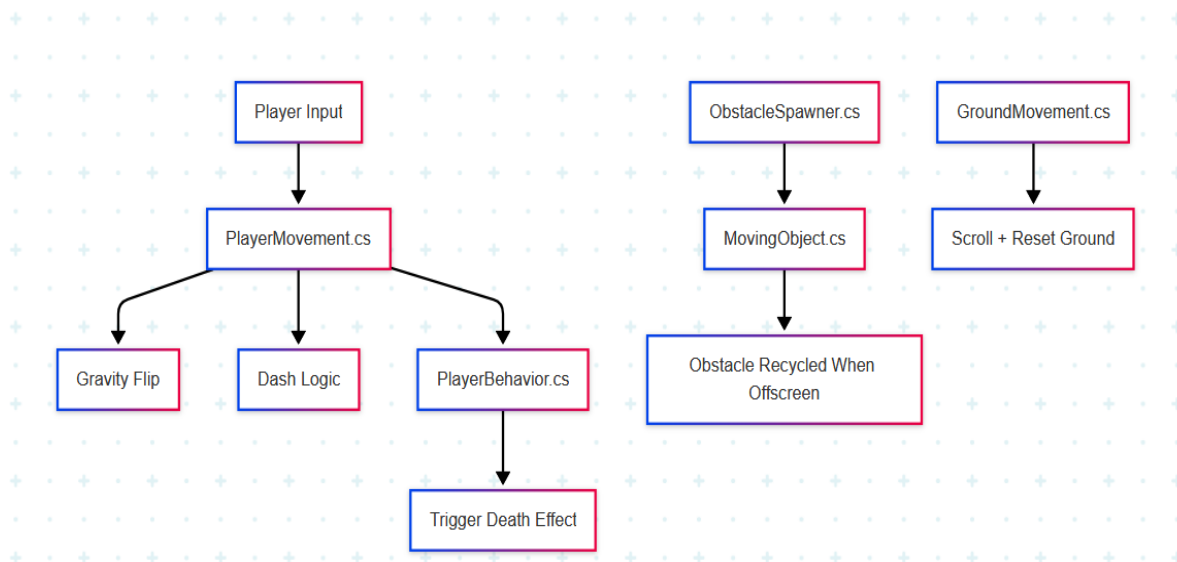 Player Input
ObstacleSpawner.cs
GroundMovement.cs
PlayerMovement.cs
MovingObject.cs
Scroll + Reset Ground
Gravity Flip
Dash Logic
PlayerBehavior.cs
Obstacle Recycled When
Offscreen
Trigger Death Effect